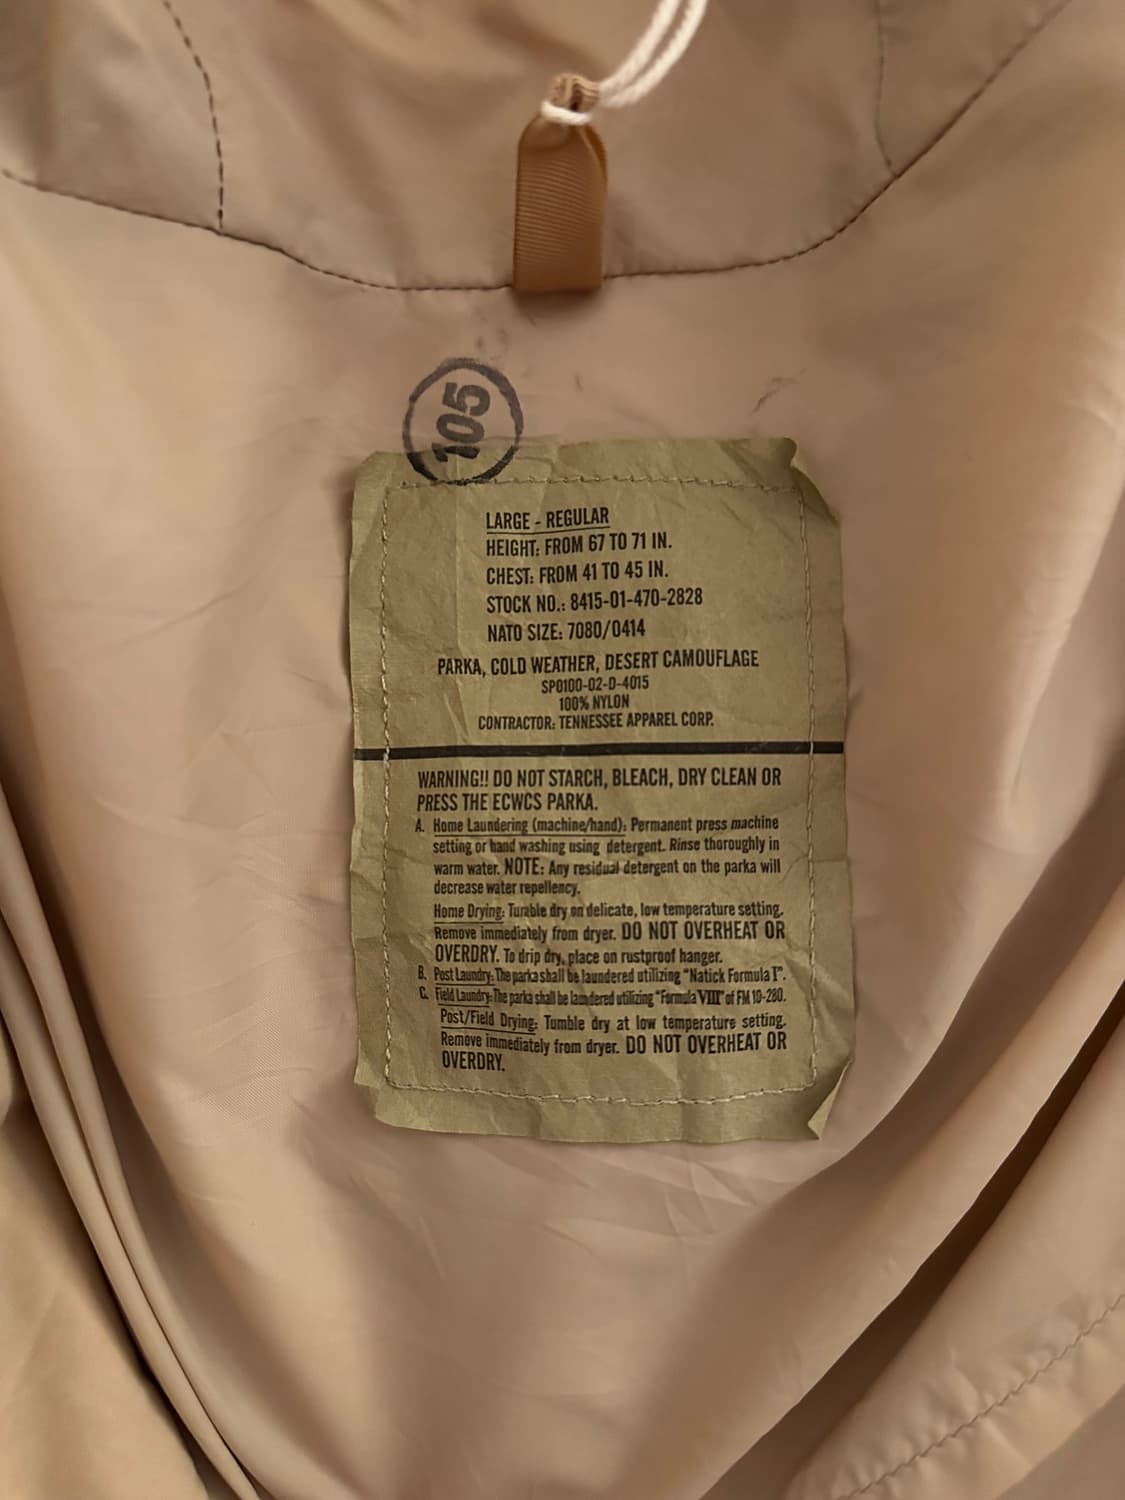 105
LARGE - REGULAR
HEIGHT: FROM 67 TO 71 IN.
CHEST: FROM 41 TO 45 IN.
STOCK NO.: 8415-01-470-2828
NATO SIZE: 7080/0414
PARKA, COLD WEATHER, DESERT CAMOUFLAGE
SPO100-02-D-4015
100% NYLON
CONTRACTOR: TENNESSEE APPAREL CORP.
WARNING!! DO NOT STARCH, BLEACH, DRY CLEAN OR
PRESS THE ECWCS PARKA.
A. Home Laundering (machine/hand): Permanent press machine
setting or hand washing using detergent. Rinse thoroughly in
warm water. NOTE: Any residual detergent on the parka will
decrease water repellency.
Home Drying: Tumble dry on delicate, low temperature setting.
Remove immediately from dryer. DO NOT OVERHEAT OR
OVERDRY. To drip dry, place on rustproof hanger.
B. Post Laundry: The parka shall be laundered utilizing "Natick Formula I".
C. Field Laundry: The parka shall be laundered utilizing "Formula VIII" of FM 10-280.
Post/Field Drying: Tumble dry at low temperature setting.
Remove immediately from dryer. DO NOT OVERHEAT OR
OVERDRY.